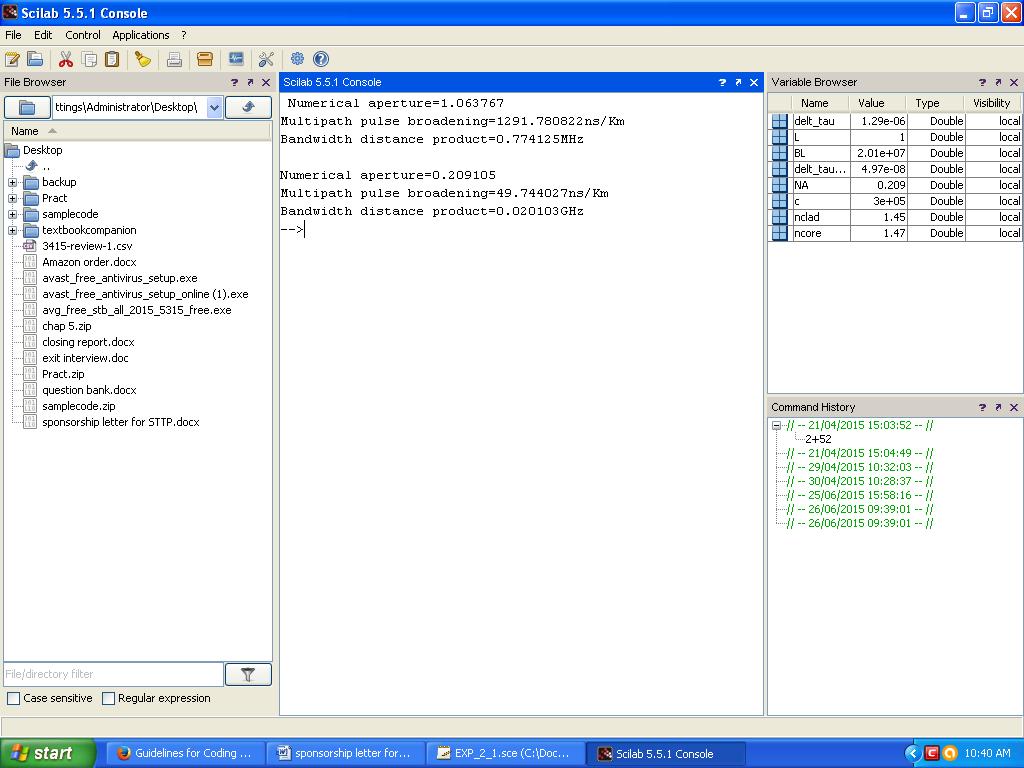 Scilab 5.5.1 Console
File Edit Control Applications ?
File Browser ? 
ttings\Administrator\Desktop\
Name
Desktop
..
backup
Pract
samplecode
textbookcompanion
3415-review-1.csv
Amazon order.docx
avast_free_antivirus_setup.exe
avast_free_antivirus_setup_online (1).exe
avg_free_stb_all_2015_5315_free.exe
chap 5.zip
closing report.docx
exit interview.doc
Pract.zip
question bank.docx
samplecode.zip
sponsorship letter for STTP.docx
File/directory filter
Case sensitive Regular expression
Scilab 5.5.1 Console ?
Numerical aperture=1.063767
Multipath pulse broadening=1291.780822ns/Km
Bandwidth distance product=0.774125MHz
Numerical aperture=0.209105
Multipath pulse broadening=49.744027ns/Km
Bandwidth distance product=0.020103GHz
-->
Variable Browser ?
Name Value Type Visibility
delt_tau 1.29e-06 Double local
L 1 Double local
BL 2.01e+07 Double local
delt_tau... 4.97e-08 Double local
NA 0.209 Double local
c 3e+05 Double local
nclad 1.45 Double local
ncore 1.47 Double local
Command History ?
// -- 21/04/2015 15:03:52 -- //
2+52
// -- 21/04/2015 15:04:49 -- //
// -- 29/04/2015 10:32:03 -- //
// -- 30/04/2015 10:28:37 -- //
// -- 25/06/2015 15:58:16 -- //
// -- 26/06/2015 09:39:01 -- //
// -- 26/06/2015 09:39:01 -- //
start Guidelines for Coding ... sponsorship letter for... EXP_2_1.sce (C:\Doc... Scilab 5.5.1 Console 10:40 AM